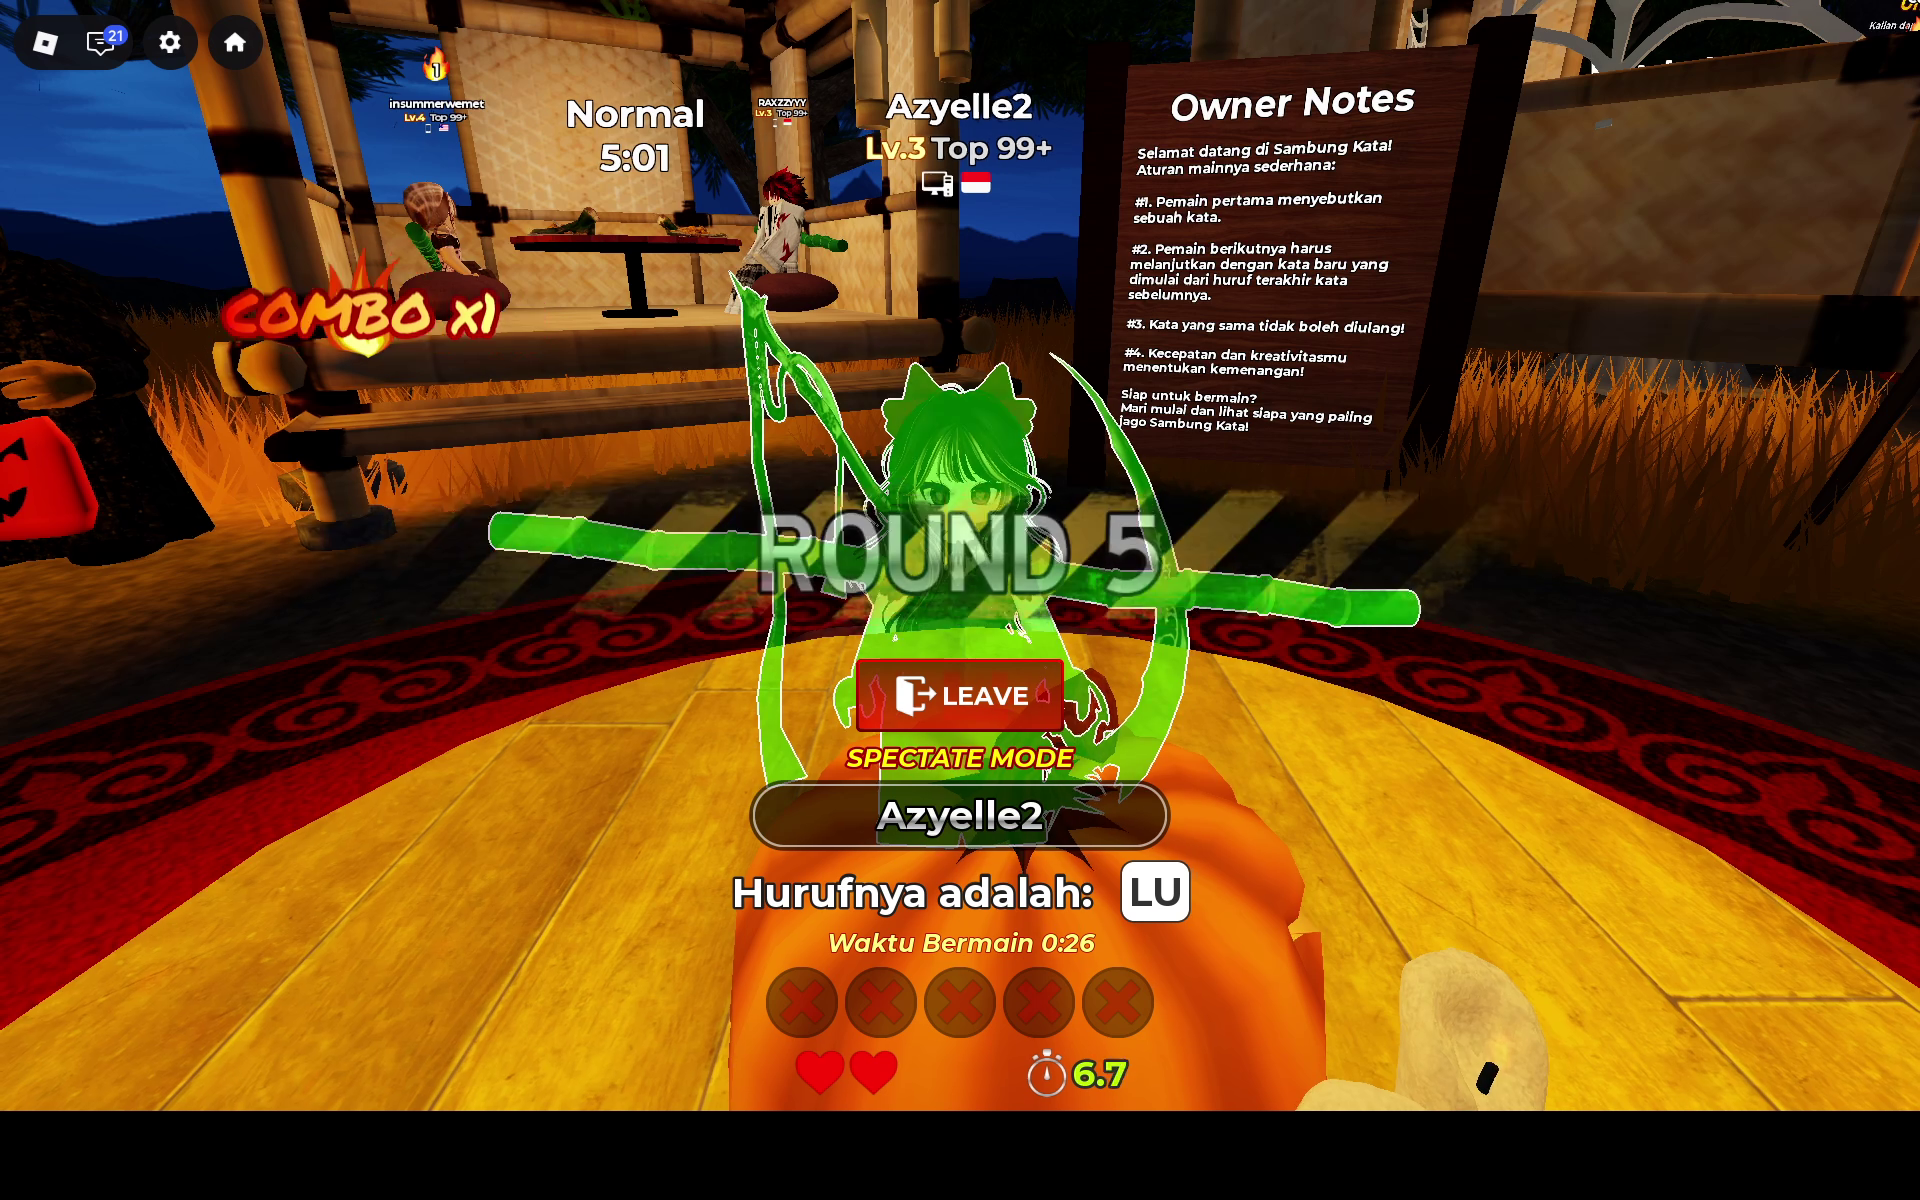 21
1
insummerwemet
Lv.4 Top 99+
Normal
5:01
RAXZZYYY
Lv.3 Top 99+
Azyelle2
Lv.3 Top 99+
Owner Notes
Selamat datang di Sambung Kata!
Aturan mainnya sederhana:
#1. Pemain pertama menyebutkan
sebuah kata.
#2. Pemain berikutnya harus
melanjutkan dengan kata baru yang
dimulai dari huruf terakhir kata
sebelumnya.
#3. Kata yang sama tidak boleh diulang!
#4. Kecepatan dan kreativitasmu
menentukan kemenangan!
Siap untuk bermain?
Mari mulai dan lihat siapa yang paling
jago Sambung Kata!
Kalian
COMBO x1
ROUND 5
LEAVE
SPECTATE MODE
Azyelle2
Hurufnya adalah: LU
Waktu Bermain 0:26
6.7